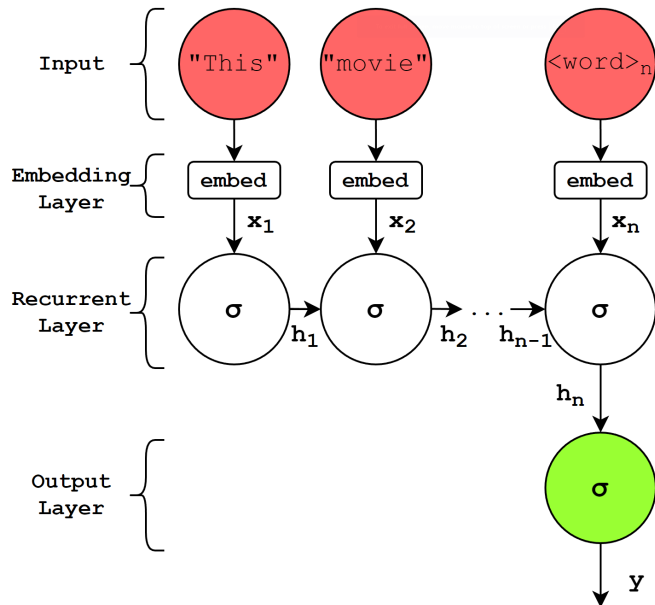 Input
"This"
"movie"
<word>n
Embedding
Layer
embed
embed
embed
x1
x2
xn
Recurrent
Layer
σ
σ
σ
h1
h2
...
hn-1
hn
Output
Layer
σ
y